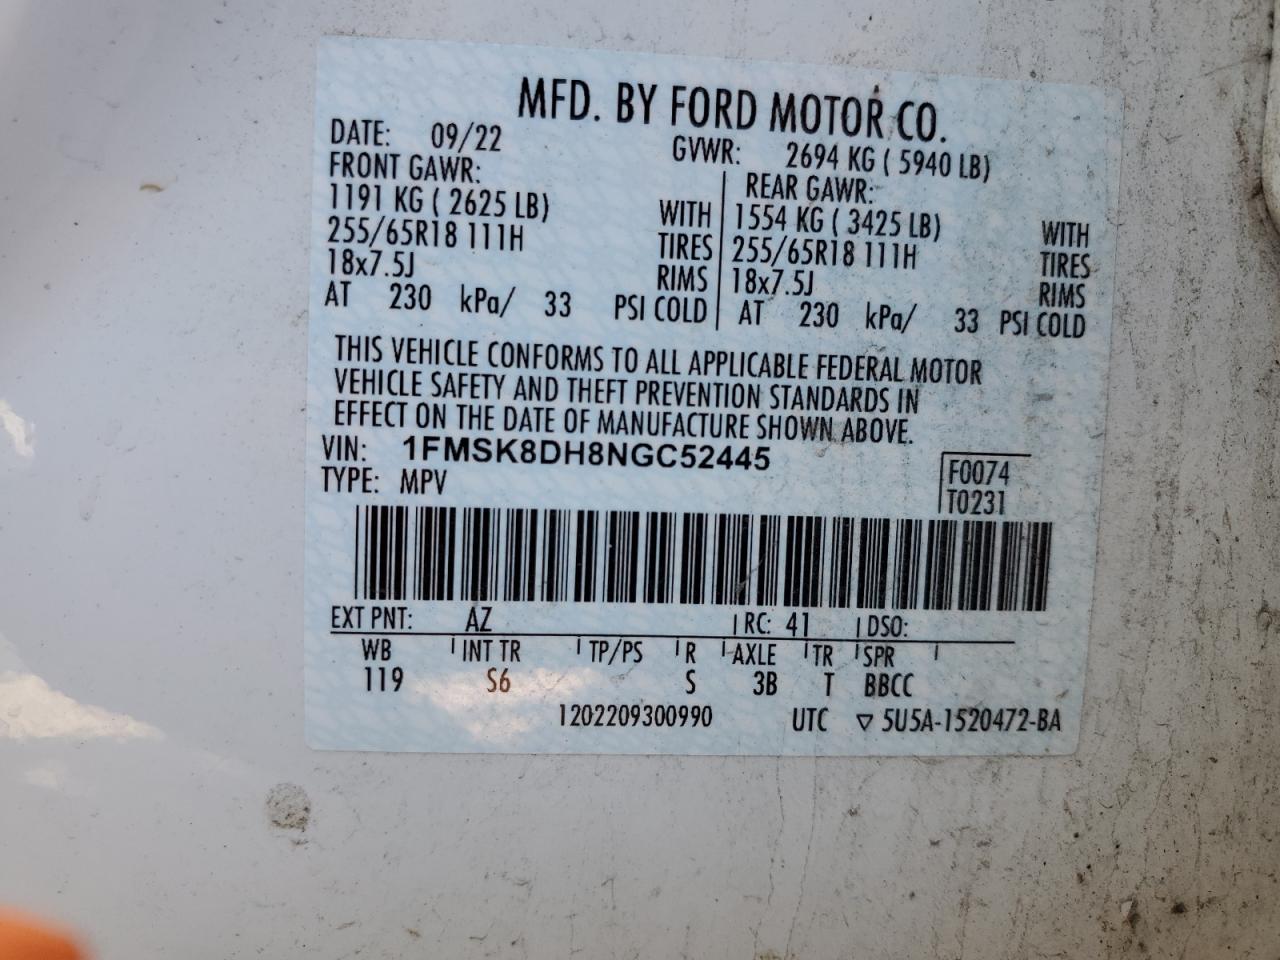 MFD. BY FORD MOTOR CO.
DATE: 09/22 GVWR: 2694 KG ( 5940 LB)
FRONT GAWR: REAR GAWR:
1191 KG ( 2625 LB) WITH 1554 KG ( 3425 LB) WITH
255/65R18 111H TIRES 255/65R18 111H TIRES
18x7.5J RIMS 18x7.5J RIMS
AT 230 kPa/ 33 PSI COLD AT 230 kPa/ 33 PSI COLD
THIS VEHICLE CONFORMS TO ALL APPLICABLE FEDERAL MOTOR
VEHICLE SAFETY AND THEFT PREVENTION STANDARDS IN
EFFECT ON THE DATE OF MANUFACTURE SHOWN ABOVE.
VIN: 1FMSK8DH8NGC52445
TYPE: MPV
F0074
T0231
EXT PNT: AZ RC: 41 DSO:
WB INT TR TP/PS R AXLE TR SPR
119 S6 S 3B T BBCC
1202209300990 UTC ▽ 5U5A-1520472-BA